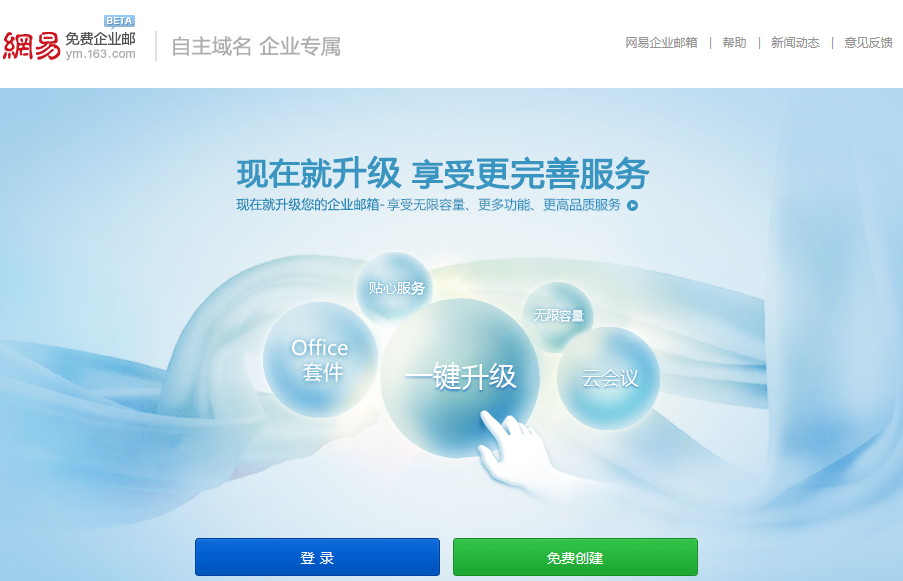 BETA
網易 免费企业邮
ym.163.com
自主域名 企业专属
网易企业邮箱 | 帮助 | 新闻动态 | 意见反馈
现在就升级 享受更完善服务
现在就升级您的企业邮箱-享受无限容量、更多功能、更高品质服务
贴心服务
无限容量
Office
套件
一键升级
云会议
登 录
免费创建